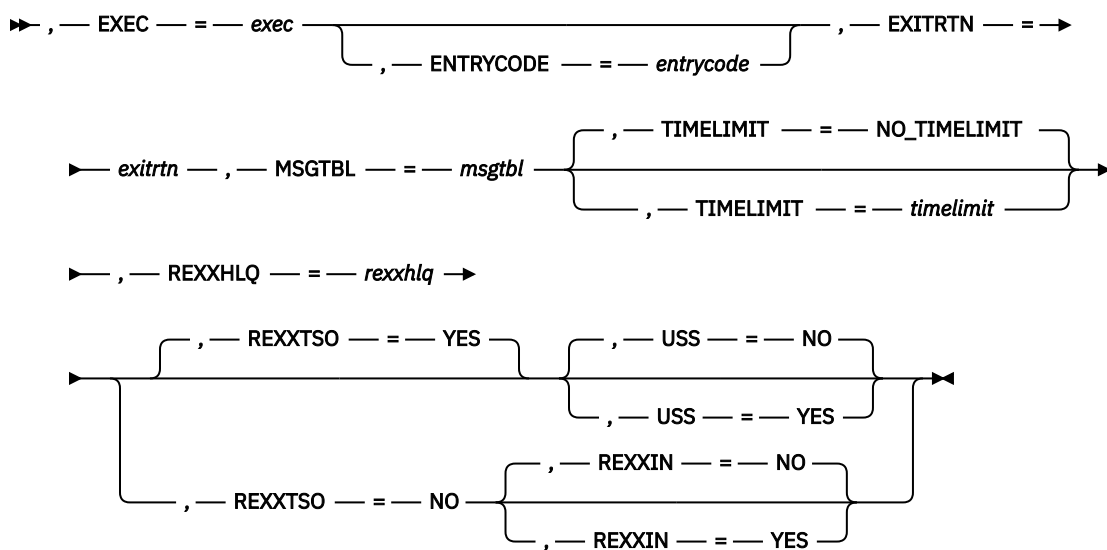 , EXEC = exec , EXITRTN =
, ENTRYCODE = entrycode
, TIMELIMIT = NO_TIMELIMIT
exitrtn , MSGTBL = msgtbl
, TIMELIMIT = timelimit
, REXXHLQ = rexxhlq
, REXXTSO = YES , USS = NO
, USS = YES
, REXXIN = NO
, REXXTSO = NO
, REXXIN = YES